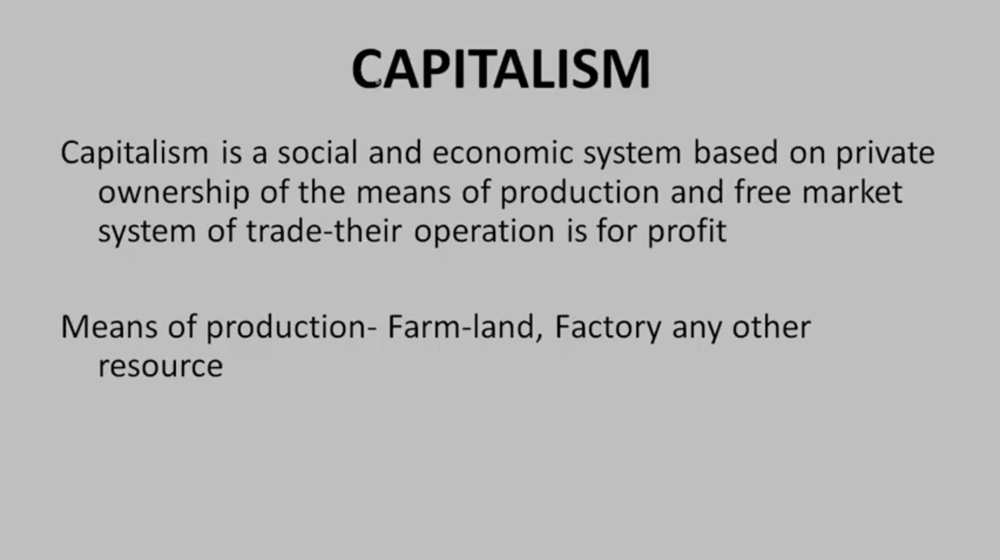 CAPITALISM
Capitalism is a social and economic system based on private
ownership of the means of production and free market
system of trade-their operation is for profit
Means of production- Farm-land, Factory any other
resource